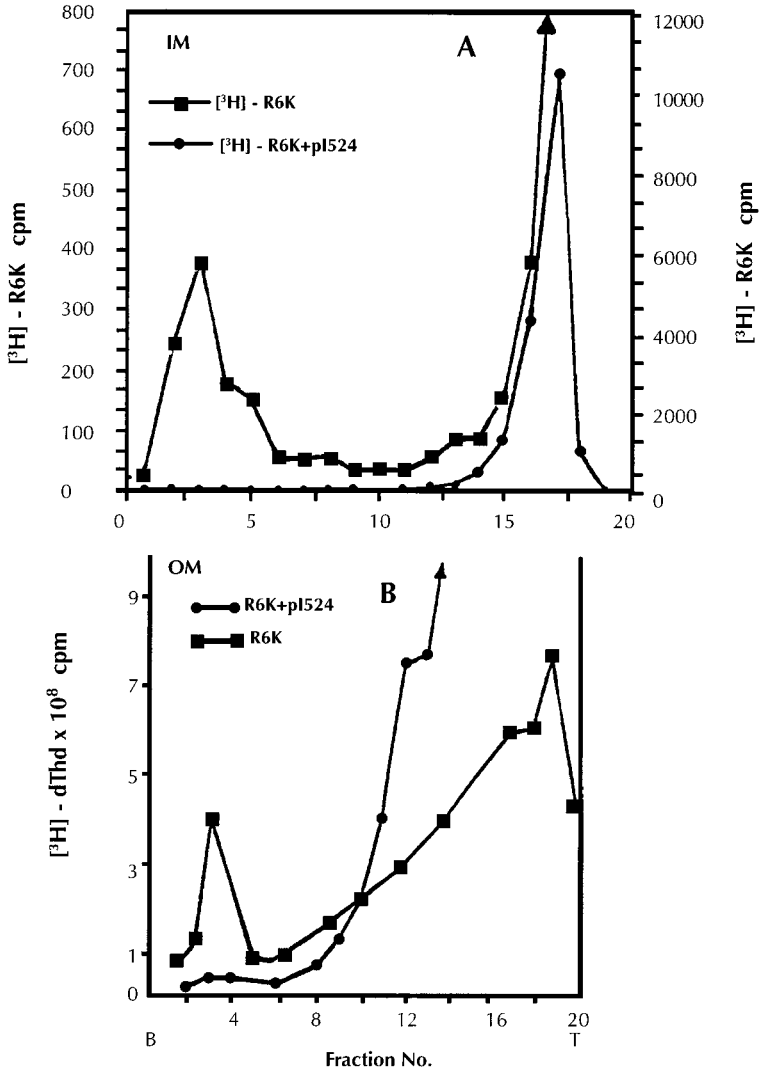 IM
A
[³H] - R6K
[³H] - R6K+pI524
[³H] - R6K cpm
800
700
600
500
400
300
200
100
0
12000
10000
8000
6000
4000
2000
0
[³H] - R6K cpm
0 5 10 15 20
OM
B
R6K+pI524
R6K
[³H] - dThd x 10⁸ cpm
9
7
5
3
1
0
4 8 12 16 20
B T
Fraction No.